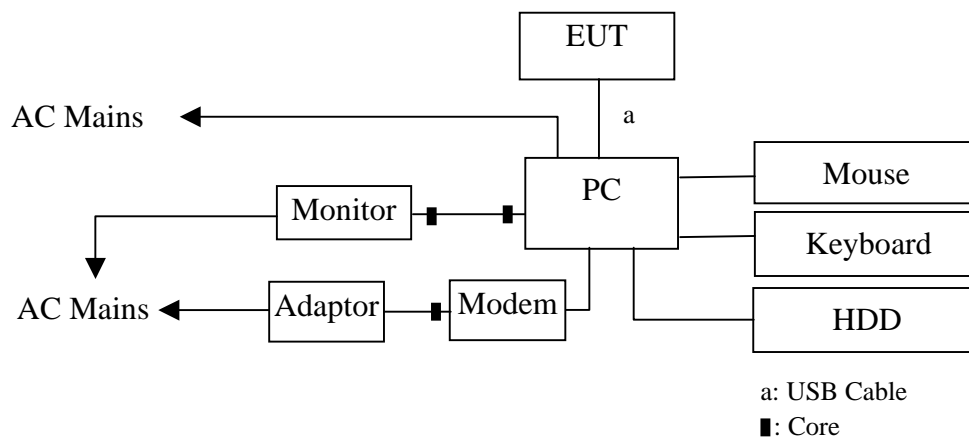 EUT
AC Mains
a
PC
Mouse
Monitor
Keyboard
AC Mains
Adaptor
Modem
HDD
a: USB Cable
: Core